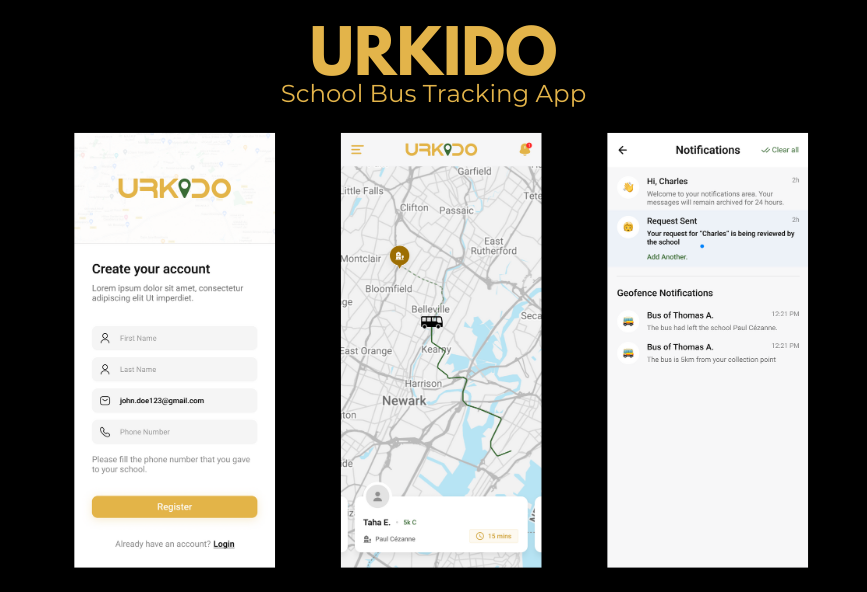 URKIDO
School Bus Tracking App
URKIDO
Create your account
Lorem ipsum dolor sit amet, consectetur
adipiscing elit Ut imperdiet.
First Name
Last Name
john.doe123@gmail.com
Phone Number
Please fill the phone number that you gave
to your school.
Register
Already have an account? Login
URKIDO
Garfield
Little Falls
Clifton
Passaic
Tete
East
Rutherford
Montclair
Bloomfield
ge
Belleville
Seca
East Orange
Kearny
Harrison
Newark
ton
ide
Taha E. · 5k C
Paul Cézanne
15 mins
Notifications
Clear all
Hi, Charles
2h
Welcome to your notifications area. Your
messages will remain archived for 24 hours.
Request Sent
2h
Your request for "Charles" is being reviewed by
the school
Add Another.
Geofence Notifications
Bus of Thomas A.
12:21 PM
The bus had left the school Paul Cézanne.
Bus of Thomas A.
12:21 PM
The bus is 5km from your collection point